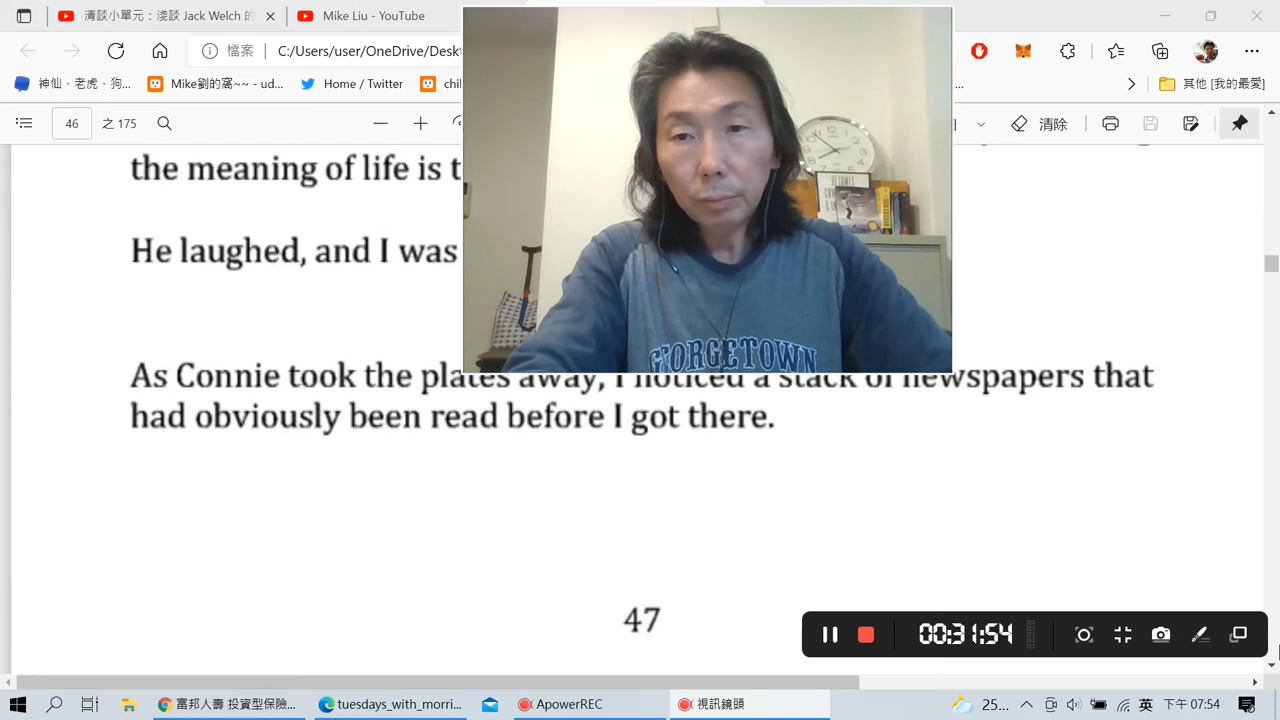 清談小單元：淺談 Jack Welch 的
Mike Liu - YouTube
檔案
C:/Users/user/OneDrive/Desk
神仙、老虎、狗...
Mike劉的窩~~ - ud...
Home / Twitter
chi
其他 [我的最愛]
46 之 175
清除
the meaning of life is t
He laughed, and I was
GEORGETOWN
As Connie took the plates away, I noticed a stack of newspapers that
had obviously been read before I got there.
47
00:31:54
富邦人壽 投資型保險...
tuesdays_with_morri...
ApowerREC
視訊鏡頭
25...
英
下午 07:54